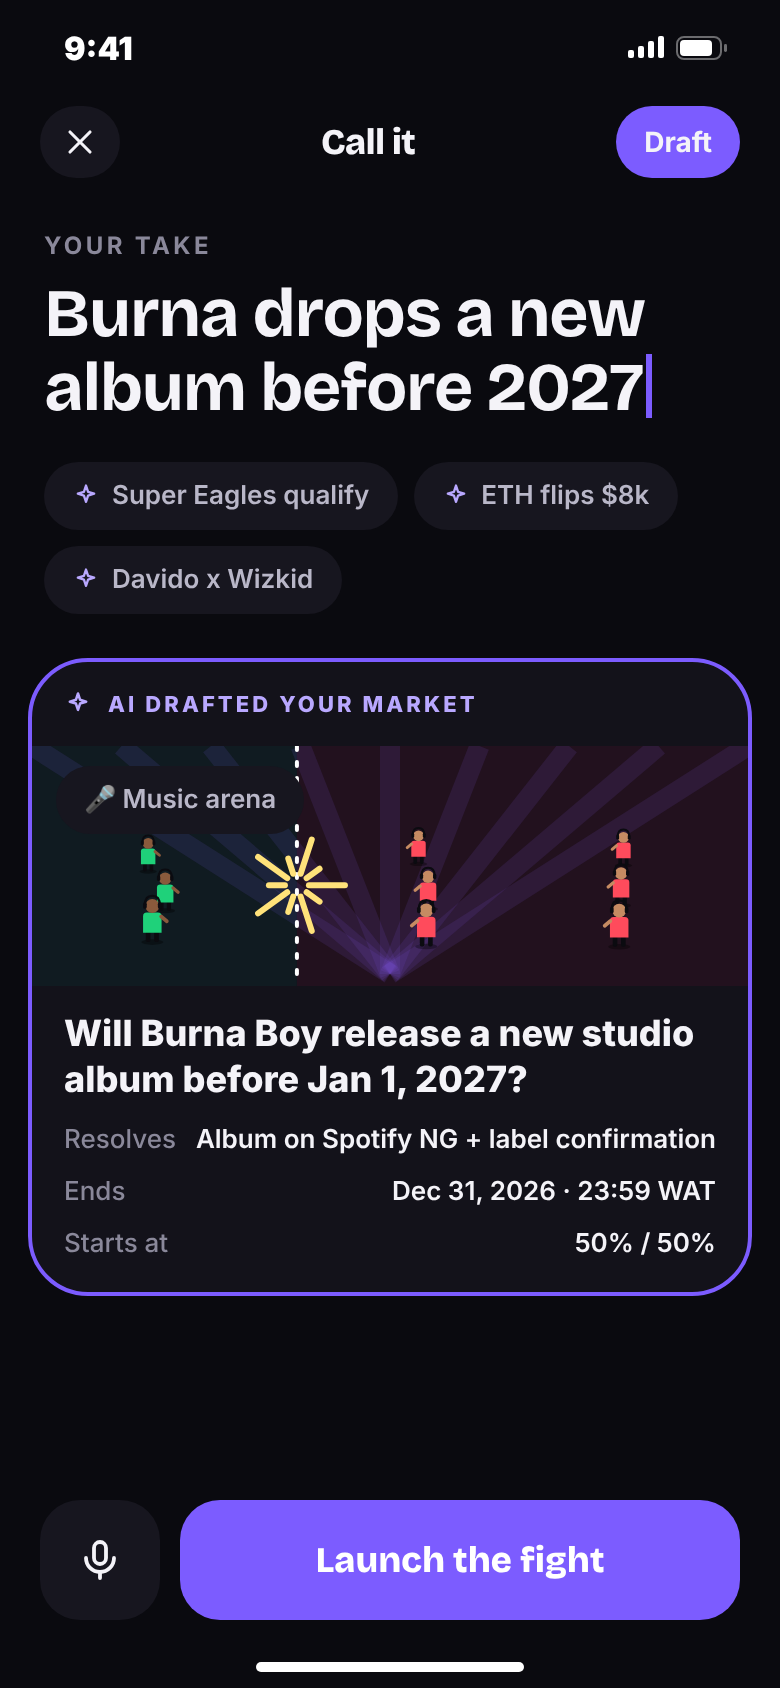 9:41
Call it
Draft
YOUR TAKE
Burna drops a new
album before 2027
Super Eagles qualify
ETH flips $8k
Davido x Wizkid
AI DRAFTED YOUR MARKET
🎤 Music arena
Will Burna Boy release a new studio
album before Jan 1, 2027?
Resolves Album on Spotify NG + label confirmation
Ends Dec 31, 2026 · 23:59 WAT
Starts at 50% / 50%
Launch the fight